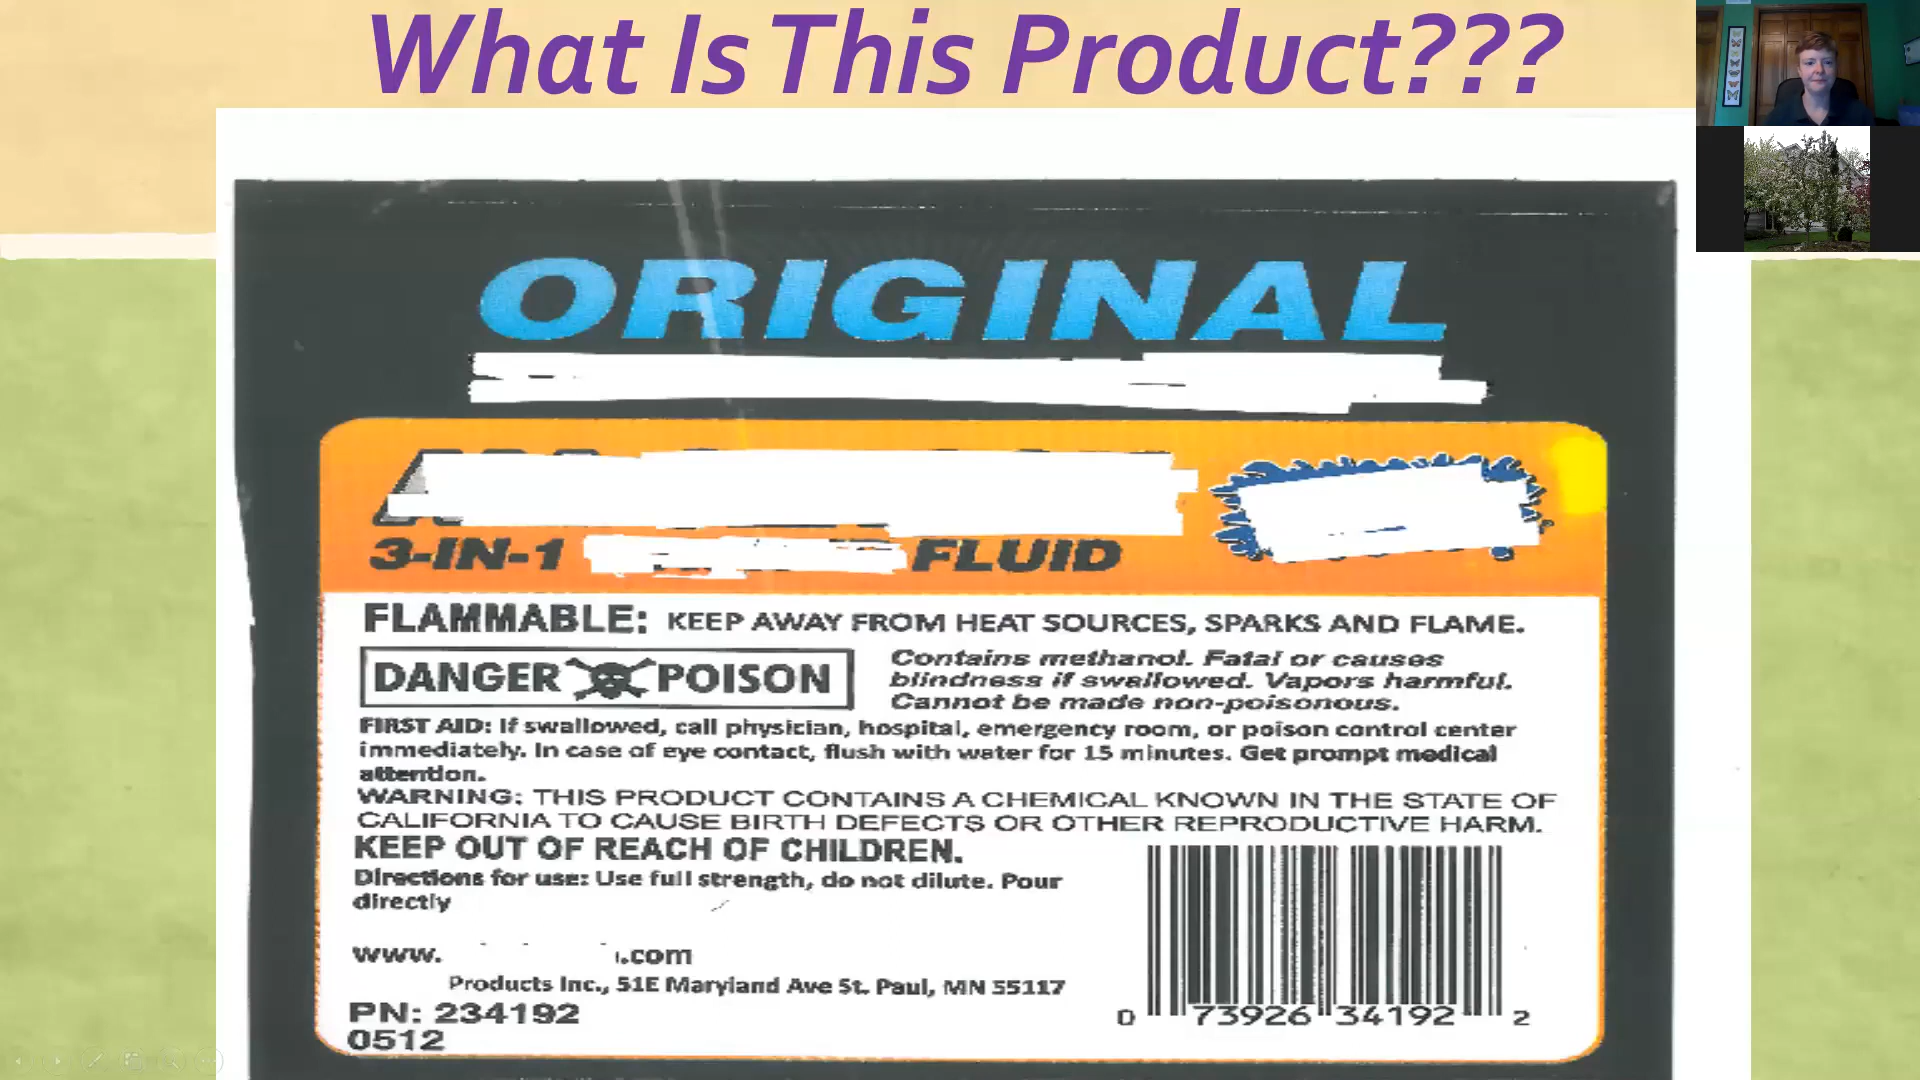 What Is This Product???
ORIGINAL
3-IN-1 FLUID
FLAMMABLE: KEEP AWAY FROM HEAT SOURCES, SPARKS AND FLAME.
DANGER POISON
Contains methanol. Fatal or causes
blindness if swallowed. Vapors harmful.
Cannot be made non-poisonous.
FIRST AID: If swallowed, call physician, hospital, emergency room, or poison control center
immediately. In case of eye contact, flush with water for 15 minutes. Get prompt medical
attention.
WARNING: THIS PRODUCT CONTAINS A CHEMICAL KNOWN IN THE STATE OF
CALIFORNIA TO CAUSE BIRTH DEFECTS OR OTHER REPRODUCTIVE HARM.
KEEP OUT OF REACH OF CHILDREN.
Directions for use: Use full strength, do not dilute. Pour
directly
www. .com
Products Inc., 51E Maryland Ave St. Paul, MN 55117
PN: 234192
0512
0 73926 34192 2